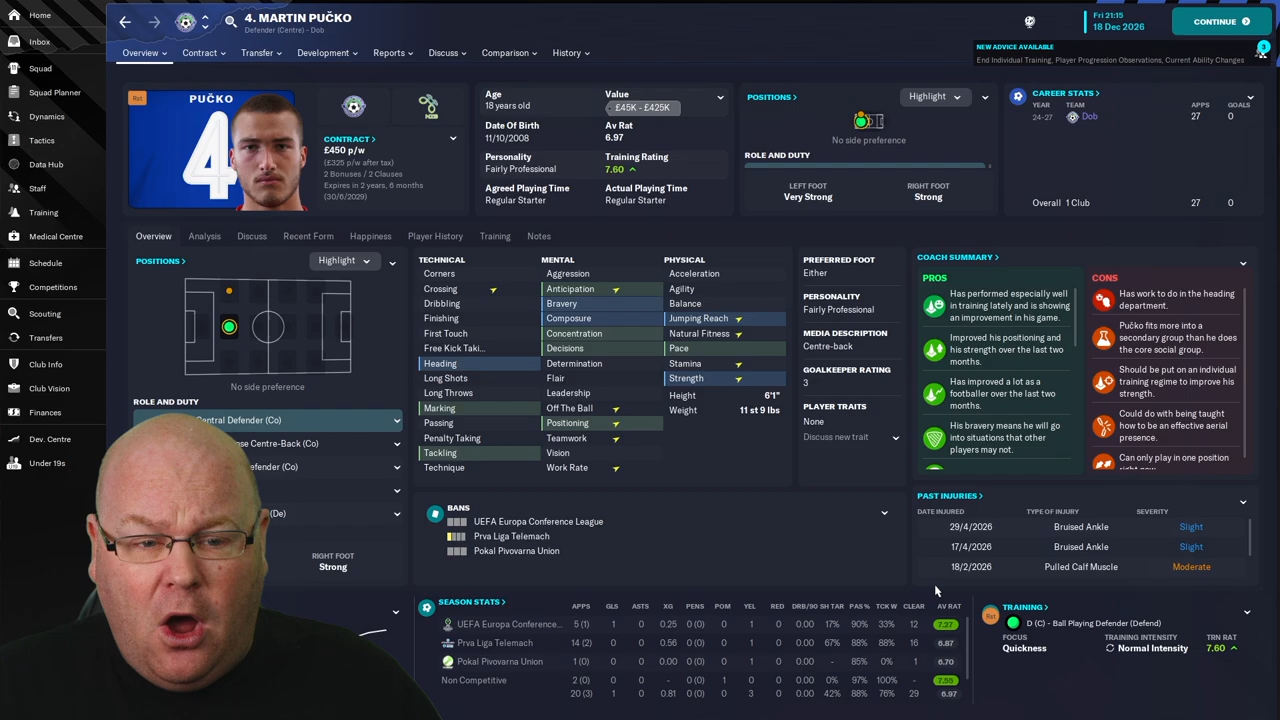 Home
Inbox
Squad
Squad Planner
Dynamics
Tactics
Data Hub
Staff
Training
Medical Centre
Schedule
Competitions
Scouting
Transfers
Club Info
Club Vision
Finances
Dev. Centre
Under 19s
4. MARTIN PUČKO
Defender (Centre) - Dob
Fri 21:15
18 Dec 2026
CONTINUE
Overview
Contract
Transfer
Development
Reports
Discuss
Comparison
History
NEW ADVICE AVAILABLE
3
End Individual Training, Player Progression Observations, Current Ability Changes
Rst
PUČKO
4
CONTRACT >
£450 p/w
(£325 p/w after tax)
2 Bonuses / 2 Clauses
Expires in 2 years, 6 months
(30/6/2029)
Age
18 years old
Value
£45K - £425K
Date Of Birth
11/10/2008
Av Rat
6.97
Personality
Fairly Professional
Training Rating
7.60
Agreed Playing Time
Regular Starter
Actual Playing Time
Regular Starter
POSITIONS >
Highlight
No side preference
ROLE AND DUTY
LEFT FOOT
Very Strong
RIGHT FOOT
Strong
CAREER STATS >
YEAR TEAM APPS GOALS
24-27 Dob 27 0
Overall 1 Club 27 0
Overview
Analysis
Discuss
Recent Form
Happiness
Player History
Training
Notes
POSITIONS >
Highlight
No side preference
ROLE AND DUTY
Central Defender (Co)
nse Centre-Back (Co)
efender (Co)
(De)
RIGHT FOOT
Strong
TECHNICAL
Corners
Crossing
Dribbling
Finishing
First Touch
Free Kick Taki...
Heading
Long Shots
Long Throws
Marking
Passing
Penalty Taking
Tackling
Technique
MENTAL
Aggression
Anticipation
Bravery
Composure
Concentration
Decisions
Determination
Flair
Leadership
Off The Ball
Positioning
Teamwork
Vision
Work Rate
PHYSICAL
Acceleration
Agility
Balance
Jumping Reach
Natural Fitness
Pace
Stamina
Strength
Height 6'1"
Weight 11 st 9 lbs
PREFERRED FOOT
Either
PERSONALITY
Fairly Professional
MEDIA DESCRIPTION
Centre-back
GOALKEEPER RATING
3
PLAYER TRAITS
None
Discuss new trait
COACH SUMMARY >
PROS
Has performed especially well
in training lately and is showing
an improvement in his game.
Improved his positioning and
his strength over the last two
months.
Has improved a lot as a
footballer over the last two
months.
His bravery means he will go
into situations that other
players may not.
CONS
Has work to do in the heading
department.
Pučko fits more into a
secondary group than he does
the core social group.
Should be put on an individual
training regime to improve his
strength.
Could do with being taught
how to be an effective aerial
presence.
Can only play in one position
right now.
BANS
UEFA Europa Conference League
Prva Liga Telemach
Pokal Pivovarna Union
PAST INJURIES >
DATE INJURED TYPE OF INJURY SEVERITY
29/4/2026 Bruised Ankle Slight
17/4/2026 Bruised Ankle Slight
18/2/2026 Pulled Calf Muscle Moderate
SEASON STATS >
APPS GLS ASTS XG PENS POM YEL RED DRB/90 SH TAR PAS % TCK W CLEAR AV RAT
UEFA Europa Conference... 5 (1) 1 0 0.25 0 (0) 0 1 0 0.00 17% 90% 33% 12 7.27
Prva Liga Telemach 14 (2) 0 0 0.56 0 (0) 0 1 0 0.00 67% 88% 88% 16 6.87
Pokal Pivovarna Union 1 (0) 0 0 0.00 0 (0) 0 1 0 0.00 - 85% 0% 1 6.70
Non Competitive 2 (0) 0 0 - 0 (0) 1 0 0 0.00 0% 97% 100% - 7.55
20 (3) 1 0 0.81 0 (0) 0 3 0 0.00 42% 88% 76% 29 6.97
TRAINING >
Rst
D (C) - Ball Playing Defender (Defend)
FOCUS
Quickness
TRAINING INTENSITY
Normal Intensity
TRN RAT
7.60